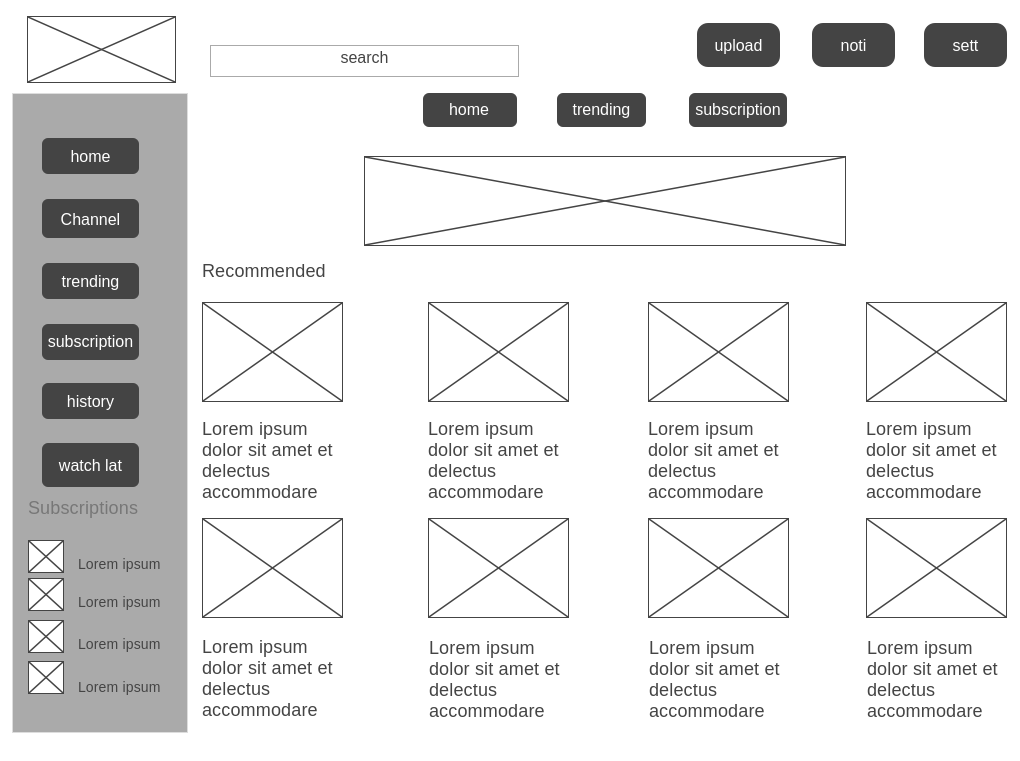 search
upload
noti
sett
home
trending
subscription
home
Channel
trending
subscription
history
watch lat
Subscriptions
Lorem ipsum
Lorem ipsum
Lorem ipsum
Lorem ipsum
Recommended
Lorem ipsum
dolor sit amet et
delectus
accommodare
Lorem ipsum
dolor sit amet et
delectus
accommodare
Lorem ipsum
dolor sit amet et
delectus
accommodare
Lorem ipsum
dolor sit amet et
delectus
accommodare
Lorem ipsum
dolor sit amet et
delectus
accommodare
Lorem ipsum
dolor sit amet et
delectus
accommodare
Lorem ipsum
dolor sit amet et
delectus
accommodare
Lorem ipsum
dolor sit amet et
delectus
accommodare